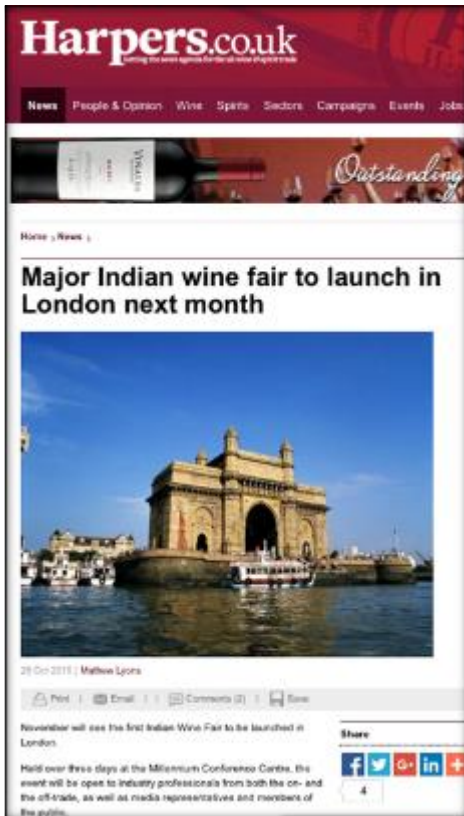 Harpers.co.uk
News People & Opinion Wine Spirits Sectors Campaigns Events Jobs
Outstanding
Home > News >
Major Indian wine fair to launch in
London next month
Mathew Lyons
Print | Email | | Comments (2) | Save
November will see the first Indian Wine Fair to be launched in
London.
Share
Held over three days at the Millennium Conference Centre, the
event will be open to industry professionals from both the on- and
the off-trade, as well as media representatives and members of
the public.
4